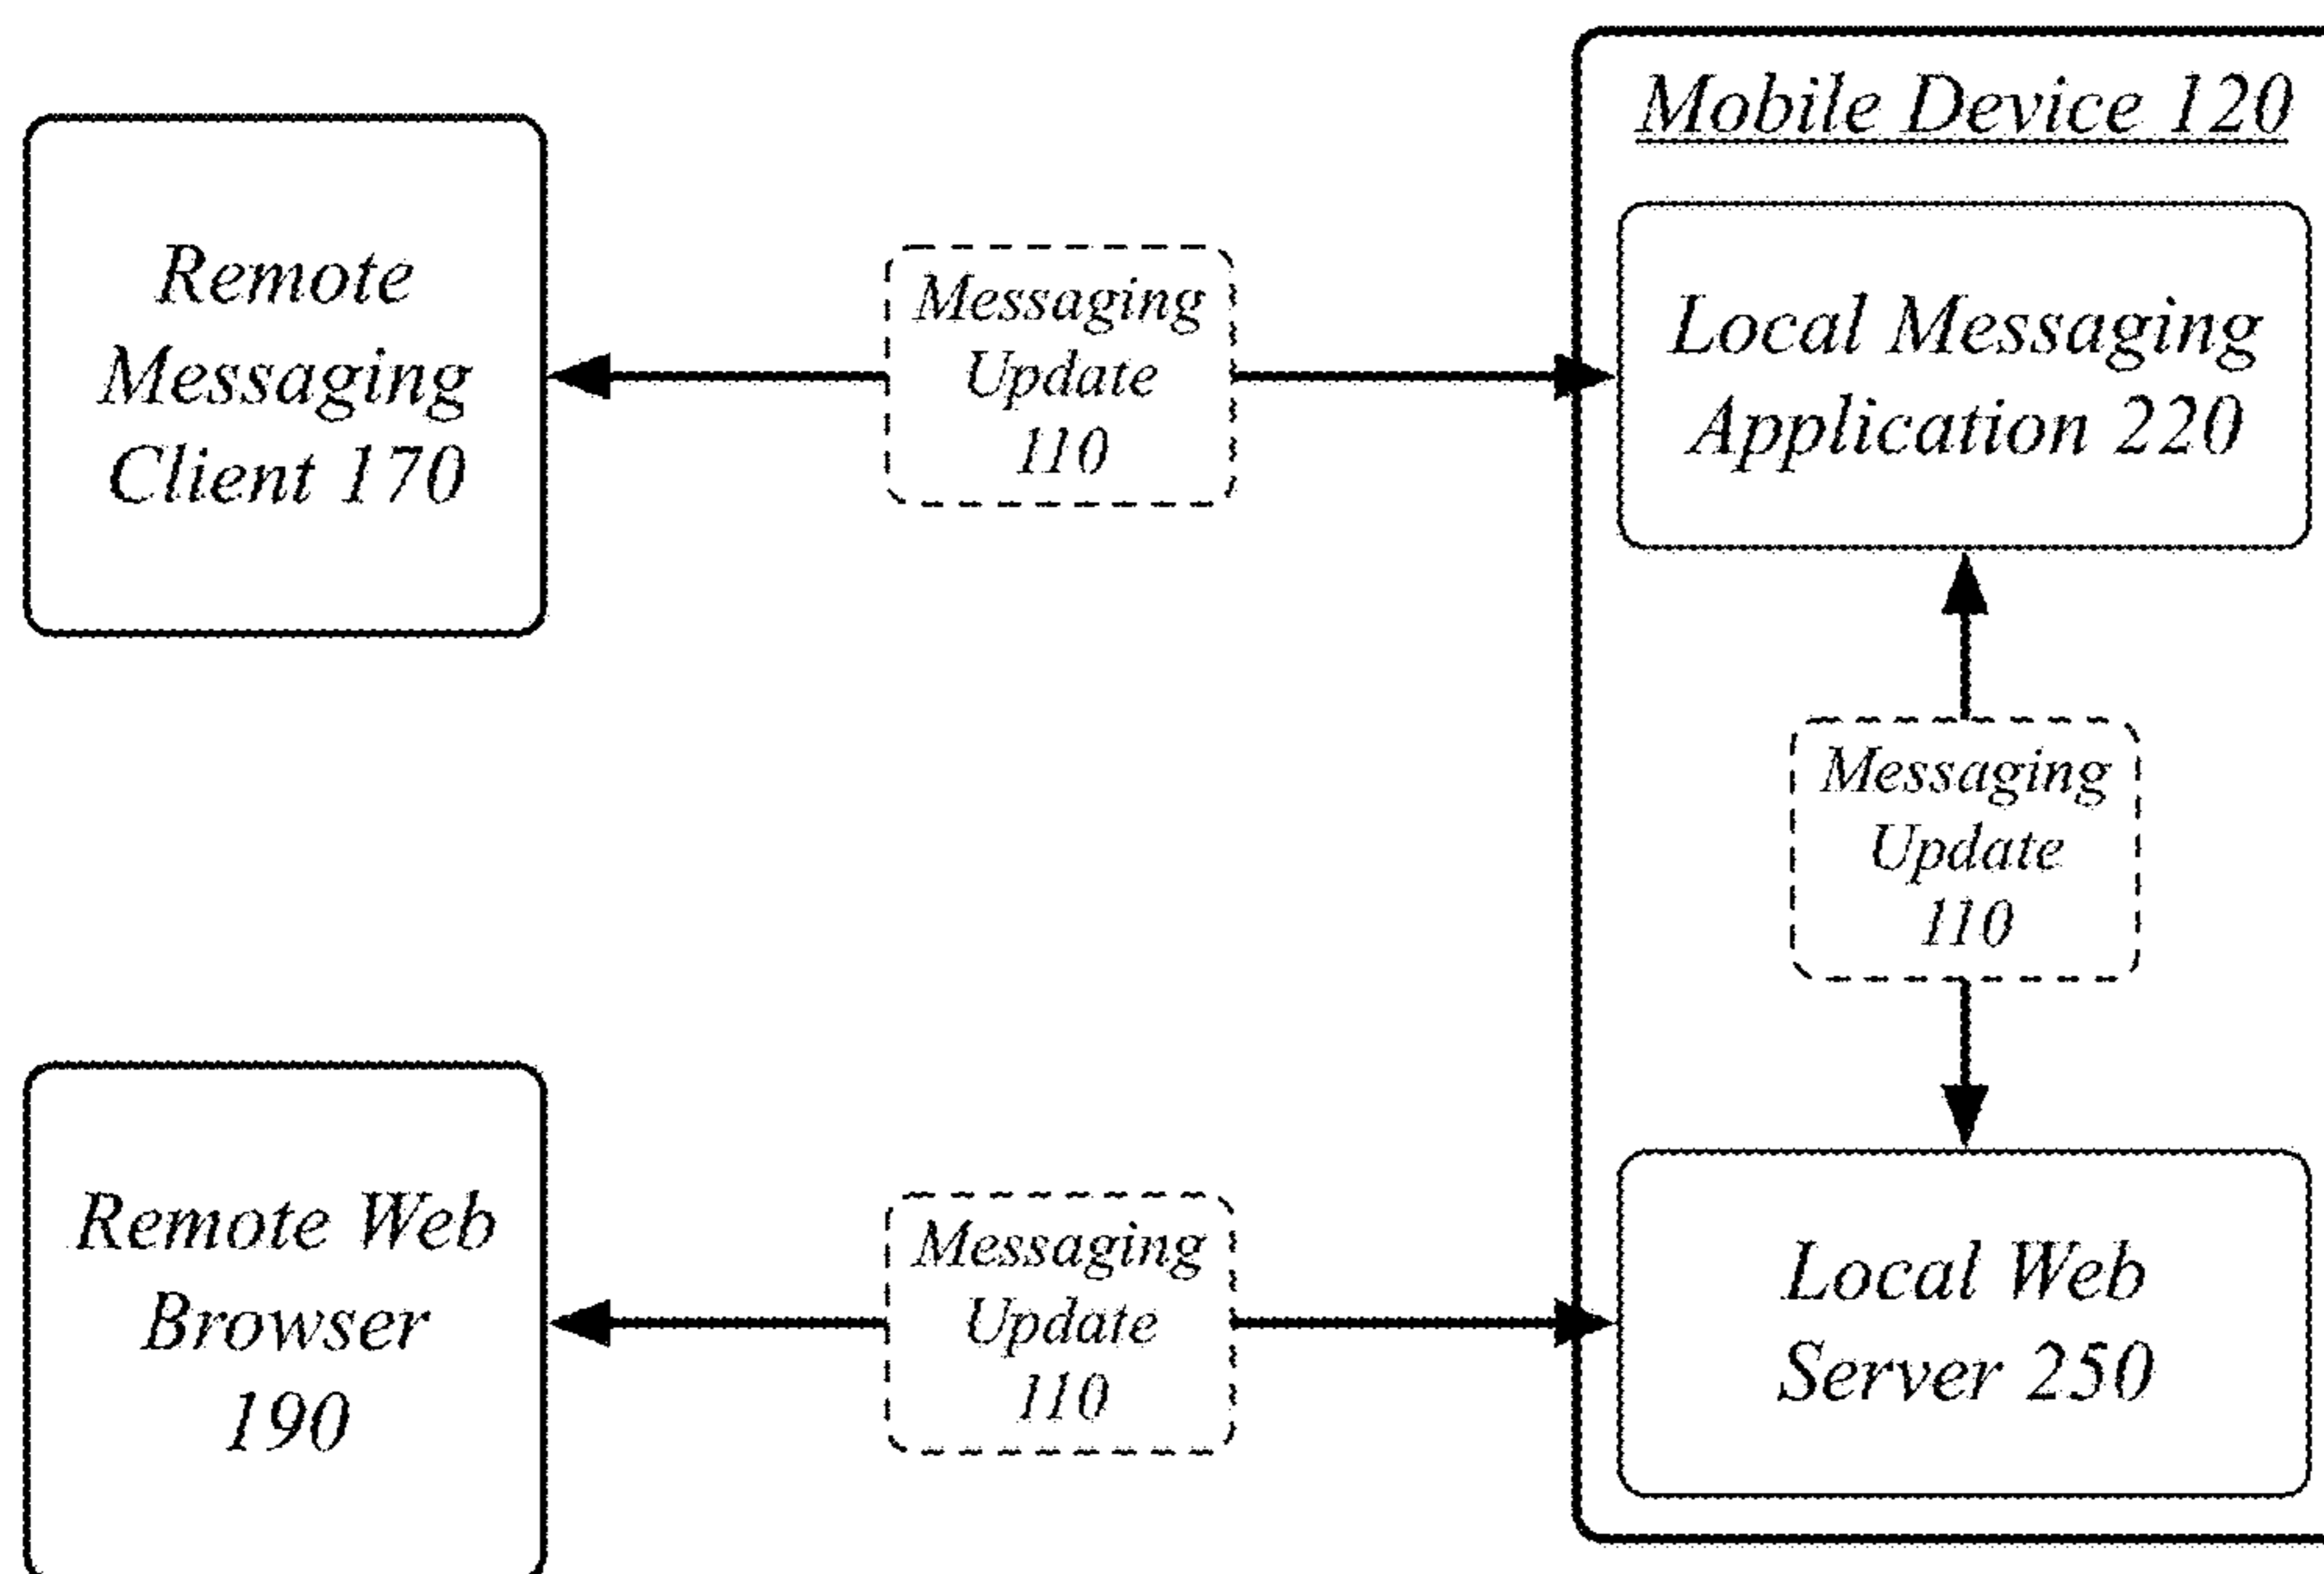 Mobile Device 120
Remote
Messaging
Client 170
Messaging
Update
110
Local Messaging
Application 220
Messaging
Update
110
Remote Web
Browser
190
Messaging
Update
110
Local Web
Server 250